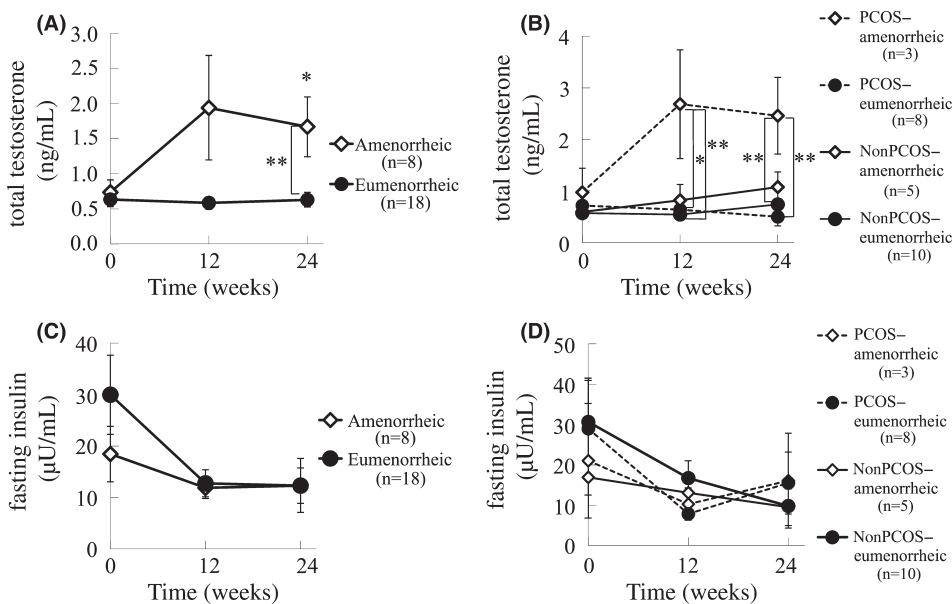 (A)
total testosterone
(ng/mL)
3.0
2.5
2.0
1.5
1.0
0.5
0.0
*
**
0
12
24
Time (weeks)
Amenorrheic
(n=8)
Eumenorrheic
(n=18)
(B)
total testosterone
(ng/mL)
4
3
2
1
0
*
**
**
**
0
12
24
Time (weeks)
PCOS–
amenorrheic
(n=3)
PCOS–
eumenorrheic
(n=8)
NonPCOS–
amenorrheic
(n=5)
NonPCOS–
eumenorrheic
(n=10)
(C)
fasting insulin
(µU/mL)
40
30
20
10
0
0
12
24
Time (weeks)
Amenorrheic
(n=8)
Eumenorrheic
(n=18)
(D)
fasting insulin
(µU/mL)
50
40
30
20
10
0
0
12
24
Time (weeks)
PCOS–
amenorrheic
(n=3)
PCOS–
eumenorrheic
(n=8)
NonPCOS–
amenorrheic
(n=5)
NonPCOS–
eumenorrheic
(n=10)